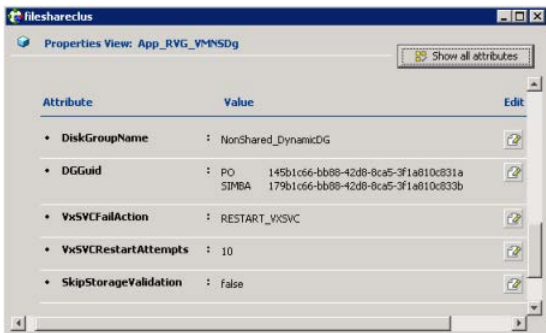 fileshareclus
Properties View: App_RVG_VMNSDg
Show all attributes
Attribute Value Edit
• DiskGroupName : NonShared_DynamicDG
• DGGuid : PO 145b1c66-bb88-42d8-8ca5-3f1a810c831a
SIMBA 179b1c66-bb88-42d8-8ca5-3f1a810c833b
• VxSVCFailAction : RESTART_VXSVC
• VxSVCRestartAttempts : 10
• SkipStorageValidation : false